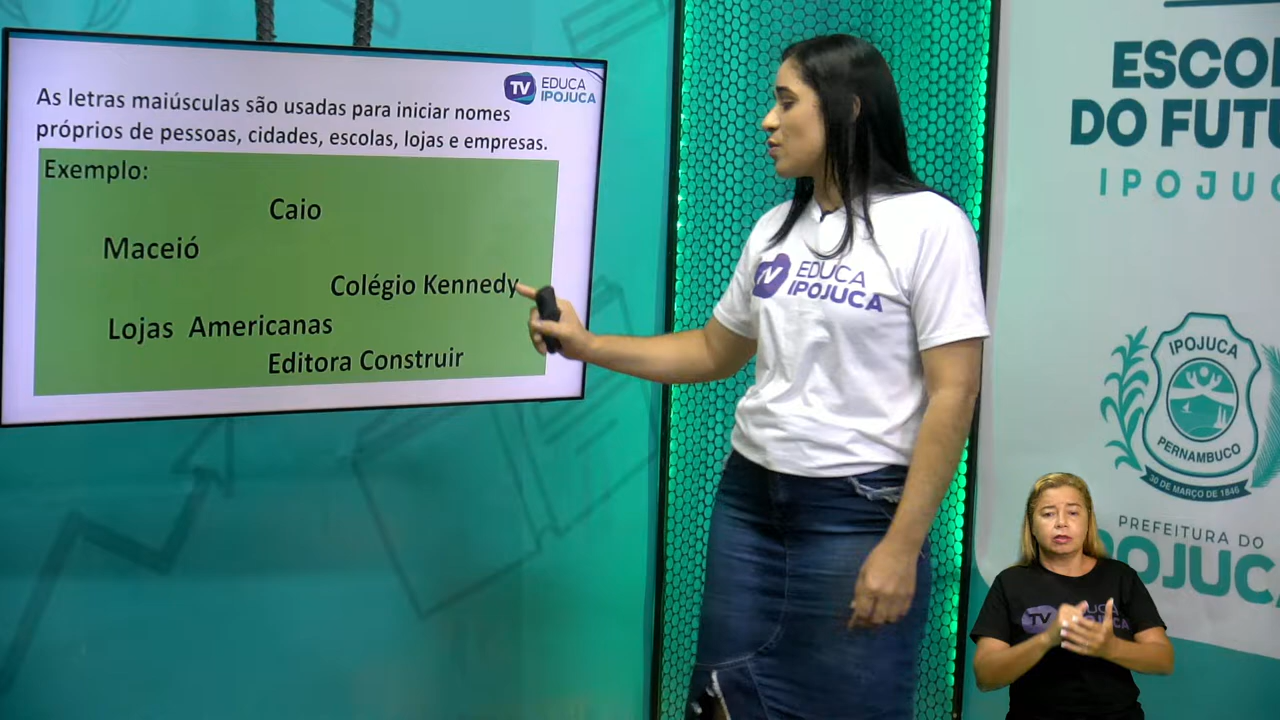 TV EDUCA
IPOJUCA
As letras maiúsculas são usadas para iniciar nomes
próprios de pessoas, cidades, escolas, lojas e empresas.
Exemplo:
Caio
Maceió
Colégio Kennedy
Lojas Americanas
Editora Construir
TV EDUCA
IPOJUCA
ESCO
DO FUTU
IPOJUC
IPOJUCA
PERNAMBUCO
30 DE MARÇO DE 1846
PREFEITURA DO
POJUCA
TV EDUCA